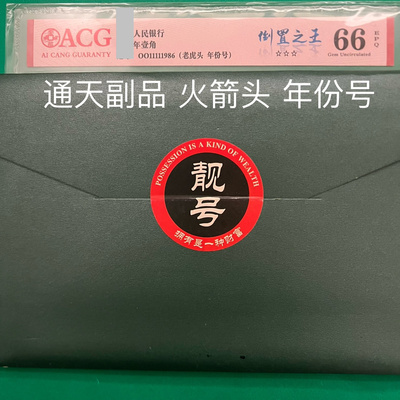 ACG
AI CANG GUARANTY
人民银行
年壹角
OO11111986（老虎头 年份号）
倒置之王
☆☆☆
66
EPQ
Gem Uncirculated
通天副品 火箭头 年份号
POSSESSION IS A KIND OF WEALTH
靓号
拥有是一种财富